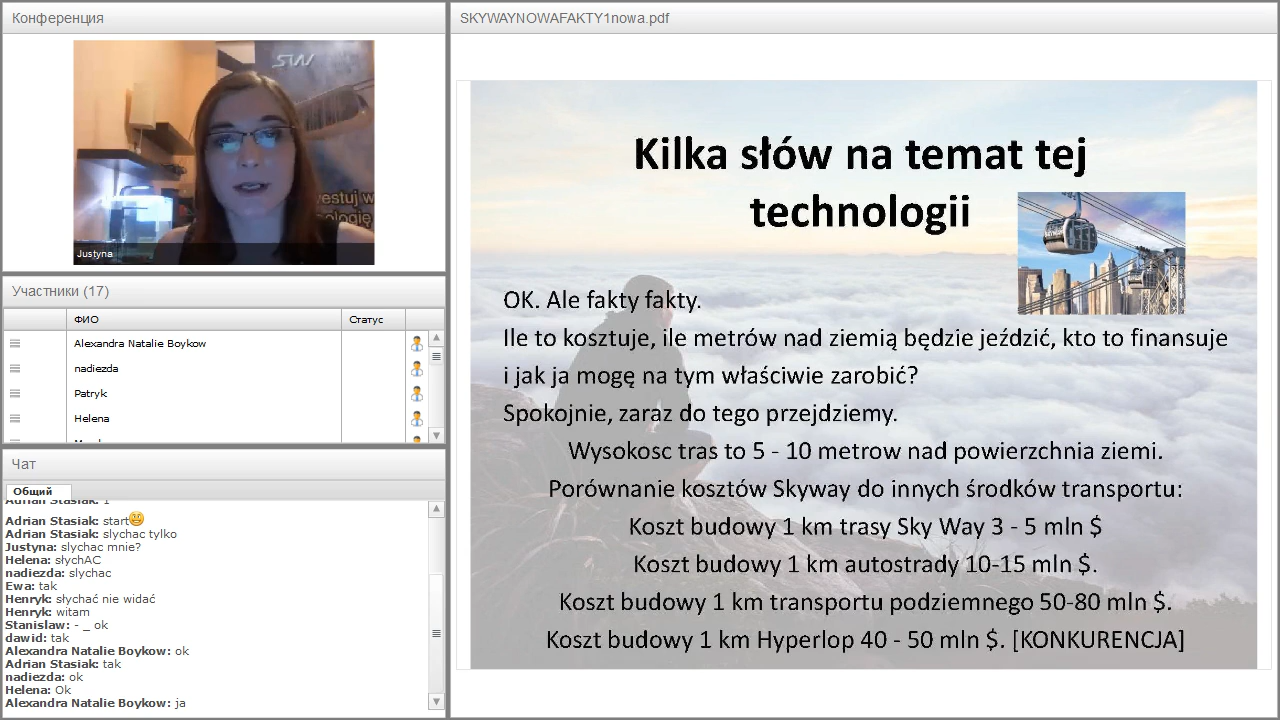 Конференция
SW
westuj w
nologię
Justyna
Участники (17)
ФИО
Статус
Alexandra Natalie Boykow
nadiezda
Patryk
Helena
Чат
Общий
Adrian Stasiak: 1
Adrian Stasiak: start
Adrian Stasiak: slychac tylko
Justyna: slychac mnie?
Helena: słychAC
nadiezda: slychac
Ewa: tak
Henryk: słychać nie widać
Henryk: witam
Stanislaw: - _ ok
dawid: tak
Alexandra Natalie Boykow: ok
Adrian Stasiak: tak
nadiezda: ok
Helena: Ok
Alexandra Natalie Boykow: ja
SKYWAYNOWAFAKTY1nowa.pdf
Kilka słów na temat tej
technologii
OK. Ale fakty fakty.
Ile to kosztuje, ile metrów nad ziemią będzie jeździć, kto to finansuje
i jak ja mogę na tym właściwie zarobić?
Spokojnie, zaraz do tego przejdziemy.
Wysokosc tras to 5 - 10 metrow nad powierzchnia ziemi.
Porównanie kosztów Skyway do innych środków transportu:
Koszt budowy 1 km trasy Sky Way 3 - 5 mln $
Koszt budowy 1 km autostrady 10-15 mln $.
Koszt budowy 1 km transportu podziemnego 50-80 mln $.
Koszt budowy 1 km Hyperlop 40 - 50 mln $. [KONKURENCJA]